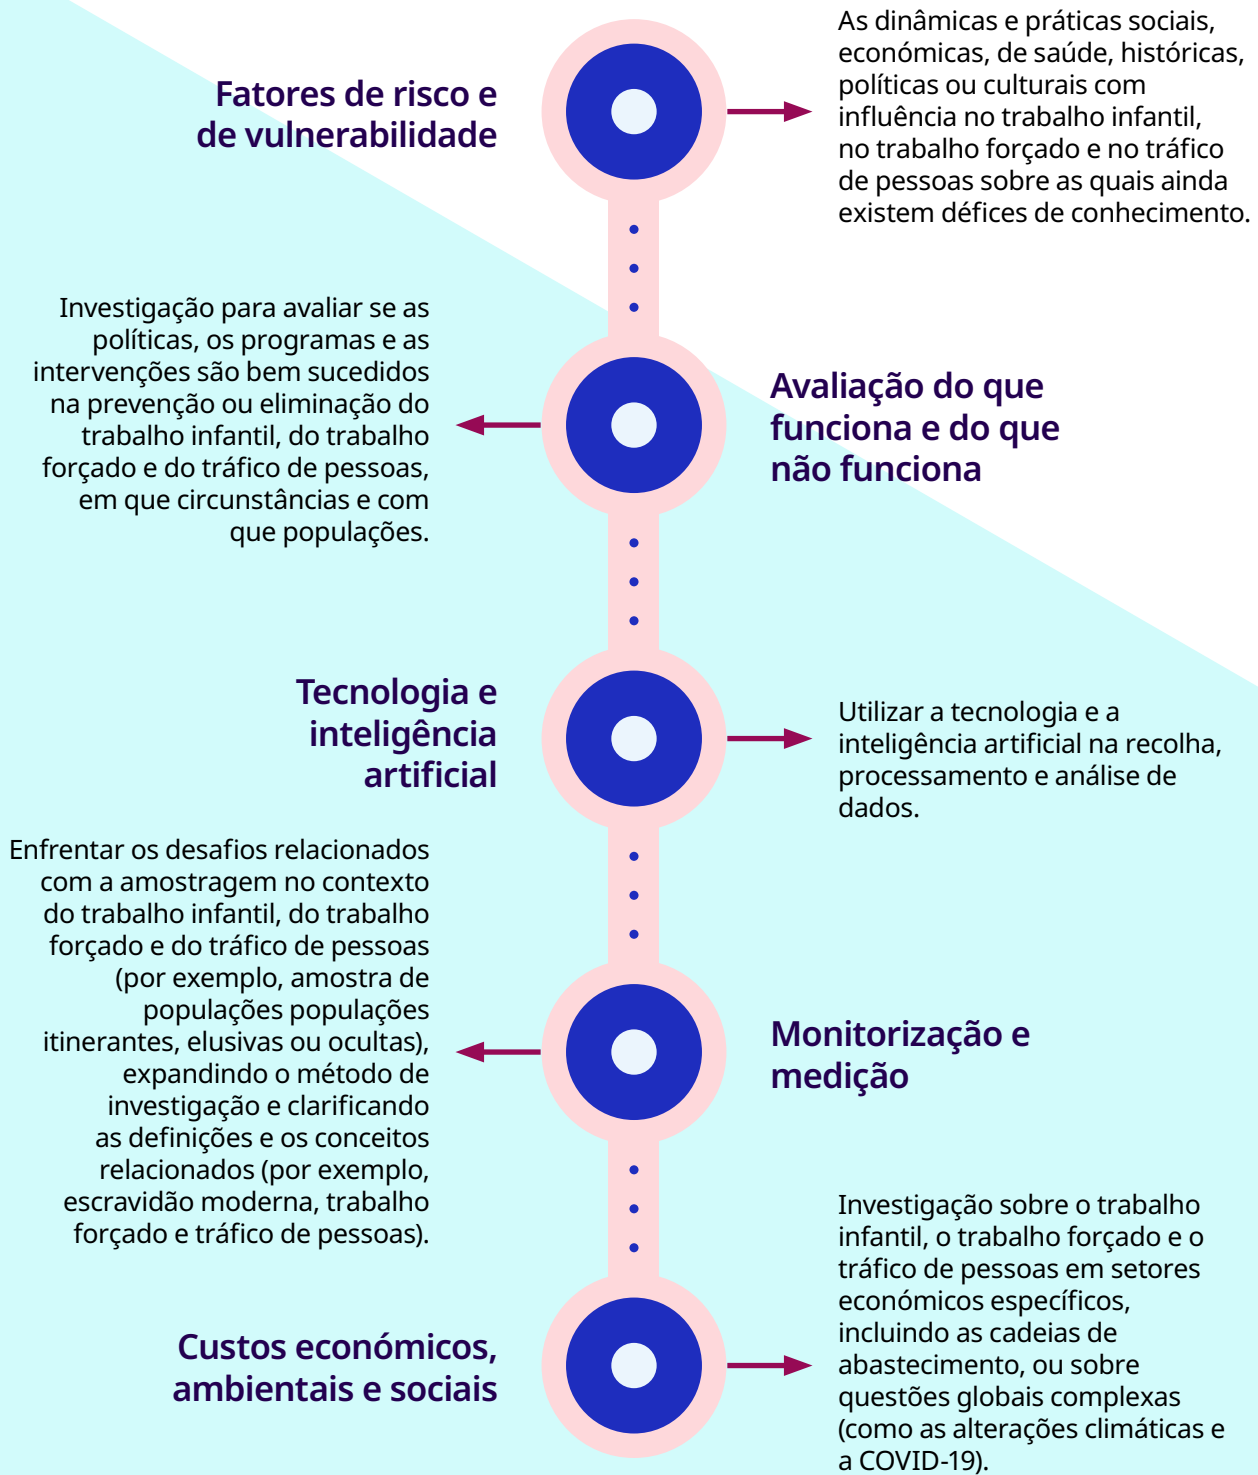 Fatores de risco e
de vulnerabilidade
As dinâmicas e práticas sociais,
económicas, de saúde, históricas,
políticas ou culturais com
influência no trabalho infantil,
no trabalho forçado e no tráfico
de pessoas sobre as quais ainda
existem défices de conhecimento.
Avaliação do que
funciona e do que
não funciona
Investigação para avaliar se as
políticas, os programas e as
intervenções são bem sucedidos
na prevenção ou eliminação do
trabalho infantil, do trabalho
forçado e do tráfico de pessoas,
em que circunstâncias e com
que populações.
Tecnologia e
inteligência
artificial
Utilizar a tecnologia e a
inteligência artificial na recolha,
processamento e análise de
dados.
Monitorização e
medição
Enfrentar os desafios relacionados
com a amostragem no contexto
do trabalho infantil, do trabalho
forçado e do tráfico de pessoas
(por exemplo, amostra de
populações populações
itinerantes, elusivas ou ocultas),
expandindo o método de
investigação e clarificando
as definições e os conceitos
relacionados (por exemplo,
escravidão moderna, trabalho
forçado e tráfico de pessoas).
Custos económicos,
ambientais e sociais
Investigação sobre o trabalho
infantil, o trabalho forçado e o
tráfico de pessoas em setores
económicos específicos,
incluindo as cadeias de
abastecimento, ou sobre
questões globais complexas
(como as alterações climáticas e
a COVID-19).